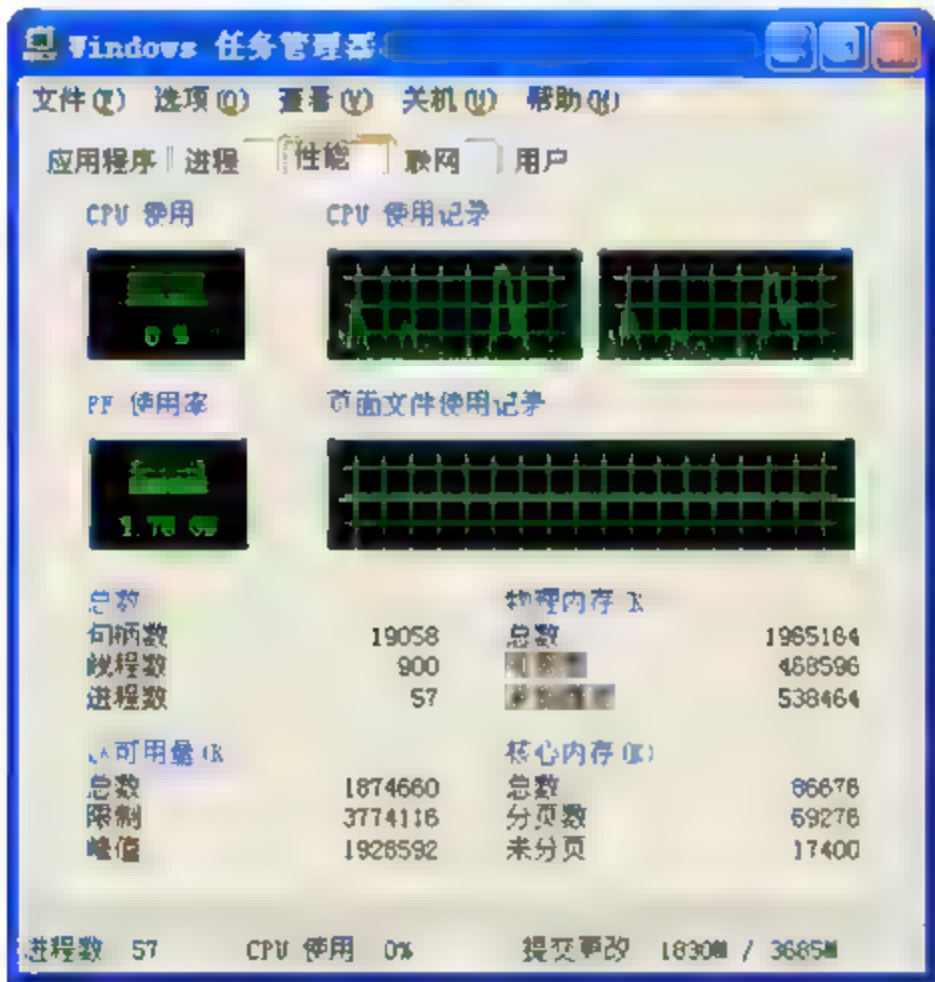 Windows 任务管理器
文件(F) 选项(O) 查看(V) 关机(U) 帮助(H)
应用程序 进程 性能 联网 用户
CPU 使用 CPU 使用记录
0 %
PF 使用率 页面文件使用记录
1.78 GB
总数 物理内存(K)
句柄数 19058 总数 1965164
线程数 900 468596
进程数 57 538464
认可用量(K) 核心内存(K)
总数 1874660 总数 86678
限制 3774116 分页数 69278
峰值 1928592 未分页 17400
进程数 57 CPU 使用 0% 提交更改 1830M / 3685M